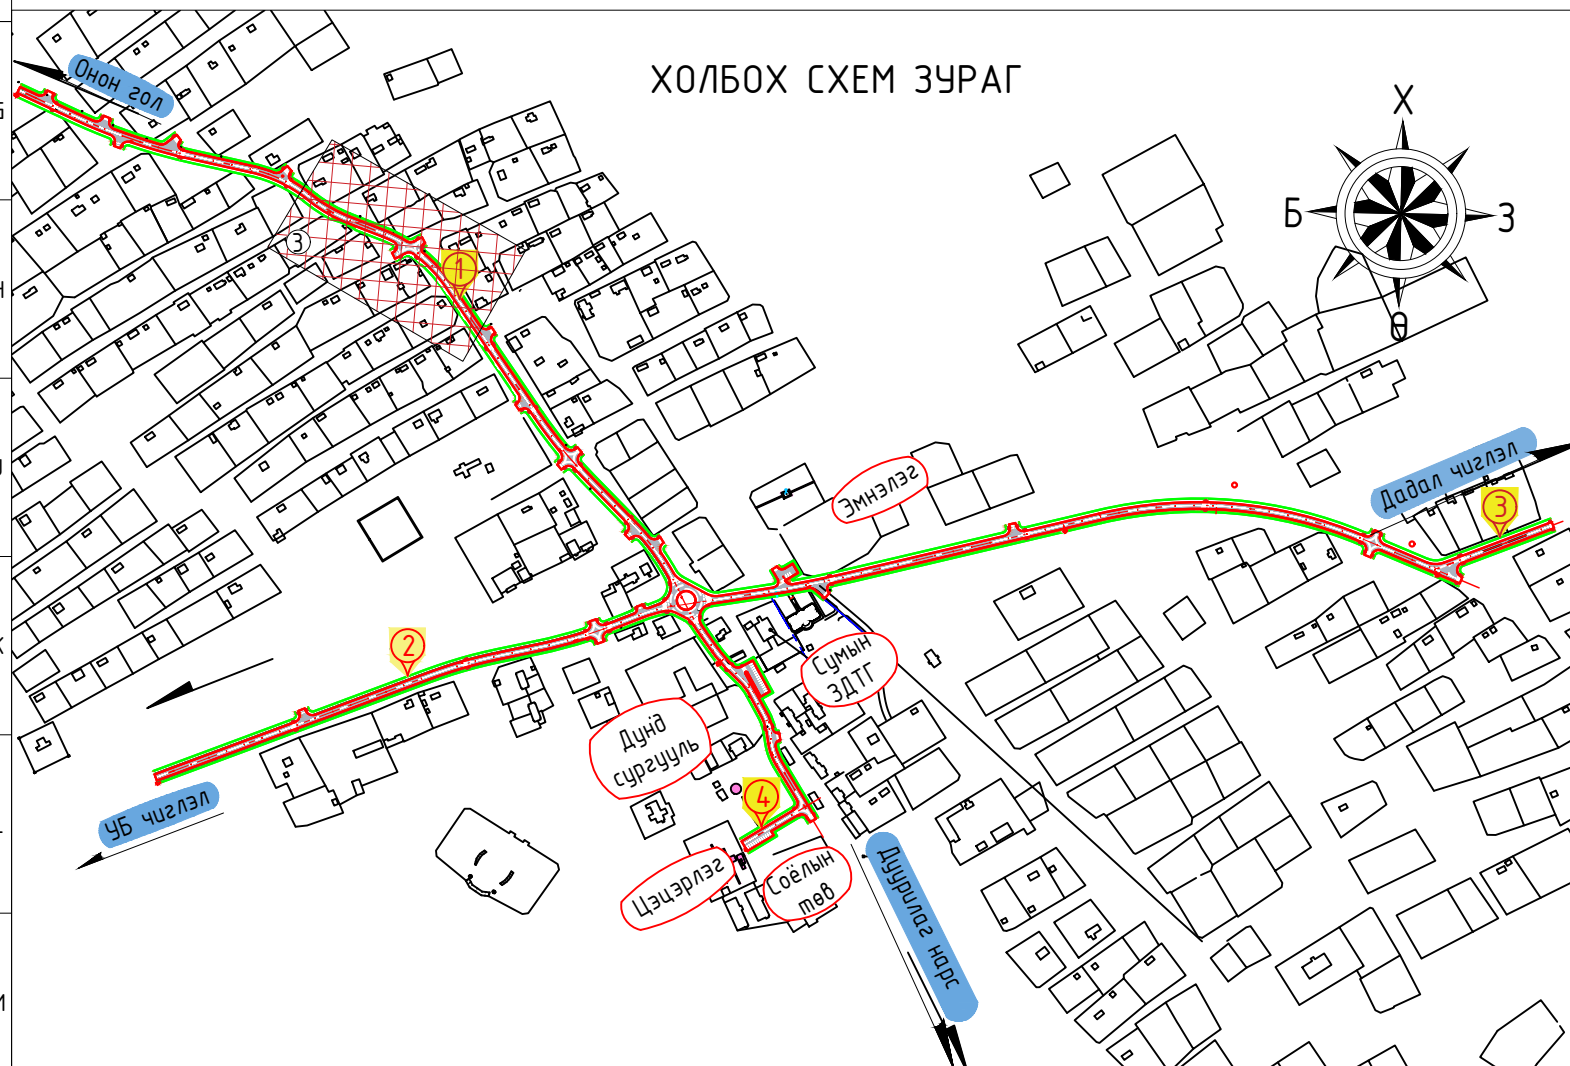 ХОЛБОХ СХЕМ ЗУРАГ
Онон гол
Х
Б
З
Ө
3
1
Эмнэлэг
Дадал чиглэл
3
2
Сумын
ЗДТГ
Дунд
сургууль
УБ чиглэл
4
Цэцэрлэг
Соёлын
төв
Дуурилаг нарс